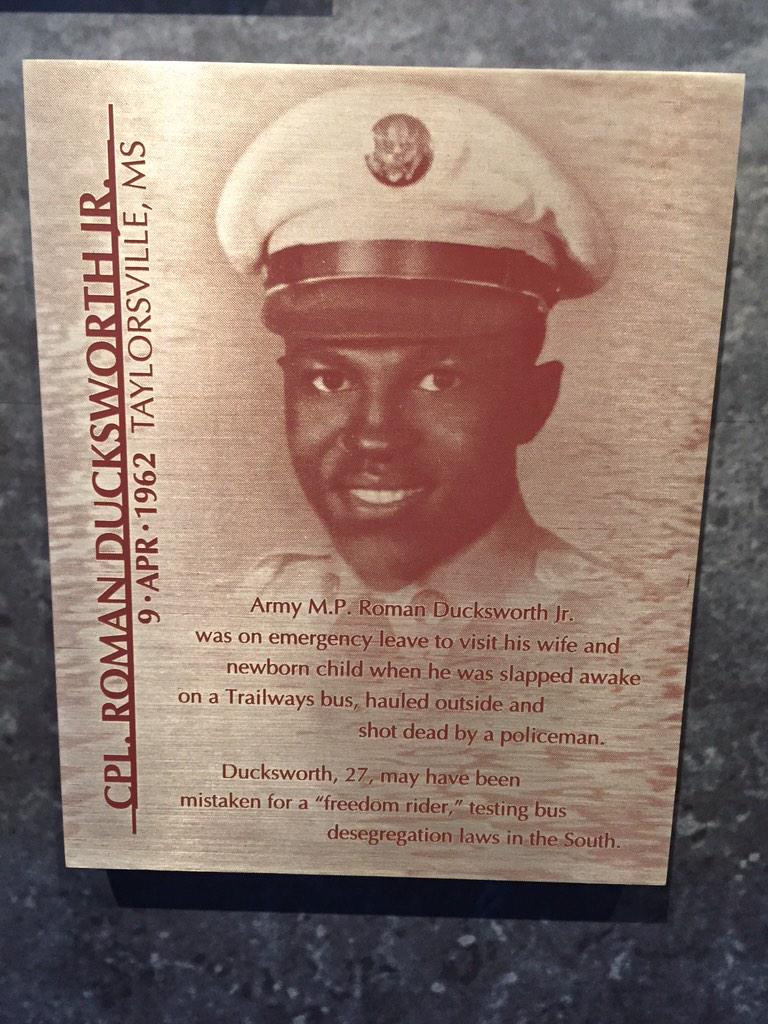 CPL. ROMAN DUCKSWORTH JR.
9 · APR · 1962 TAYLORSVILLE, MS
Army M.P. Roman Ducksworth Jr.
was on emergency leave to visit his wife and
newborn child when he was slapped awake
on a Trailways bus, hauled outside and
shot dead by a policeman.
Ducksworth, 27, may have been
mistaken for a “freedom rider,” testing bus
desegregation laws in the South.